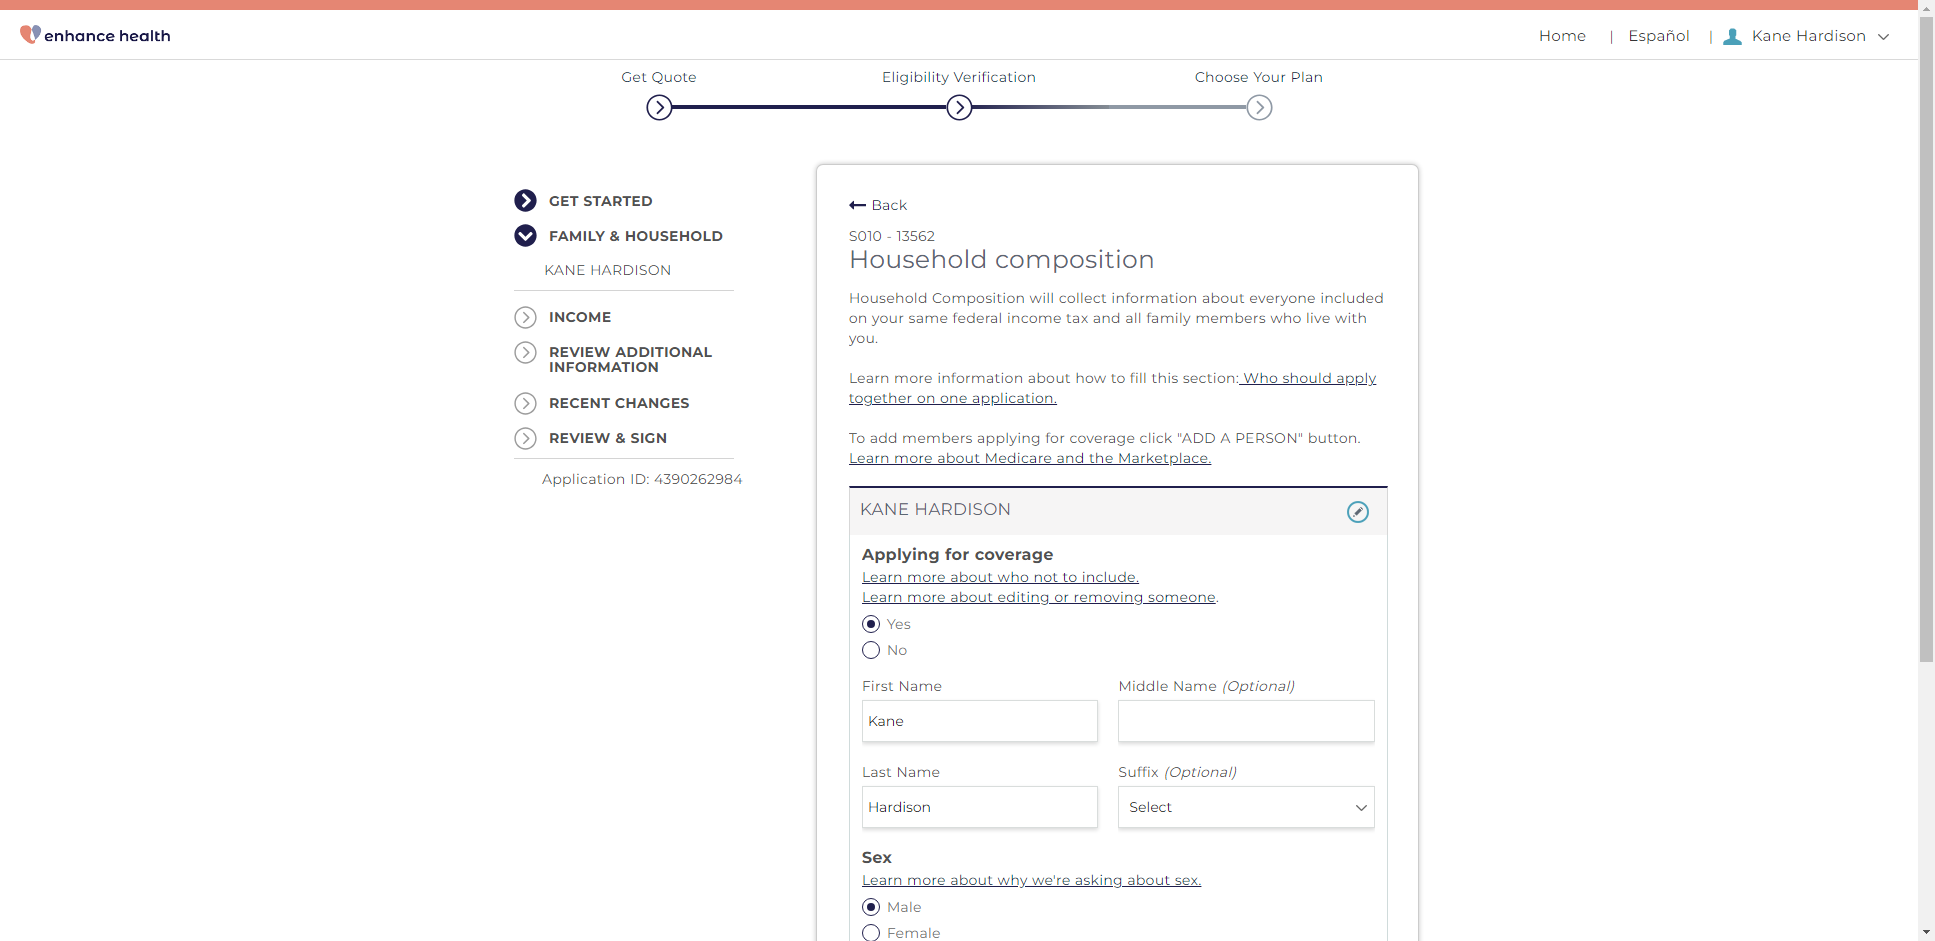 enhance health
Home | Español | Kane Hardison
Get Quote
Eligibility Verification
Choose Your Plan
GET STARTED
FAMILY & HOUSEHOLD
KANE HARDISON
INCOME
REVIEW ADDITIONAL
INFORMATION
RECENT CHANGES
REVIEW & SIGN
Application ID: 4390262984
Back
S010 - 13562
Household composition
Household Composition will collect information about everyone included
on your same federal income tax and all family members who live with
you.
Learn more information about how to fill this section: Who should apply
together on one application.
To add members applying for coverage click "ADD A PERSON" button.
Learn more about Medicare and the Marketplace.
KANE HARDISON
Applying for coverage
Learn more about who not to include.
Learn more about editing or removing someone.
Yes
No
First Name
Middle Name (Optional)
Kane
Last Name
Suffix (Optional)
Hardison
Select
Sex
Learn more about why we're asking about sex.
Male
Female